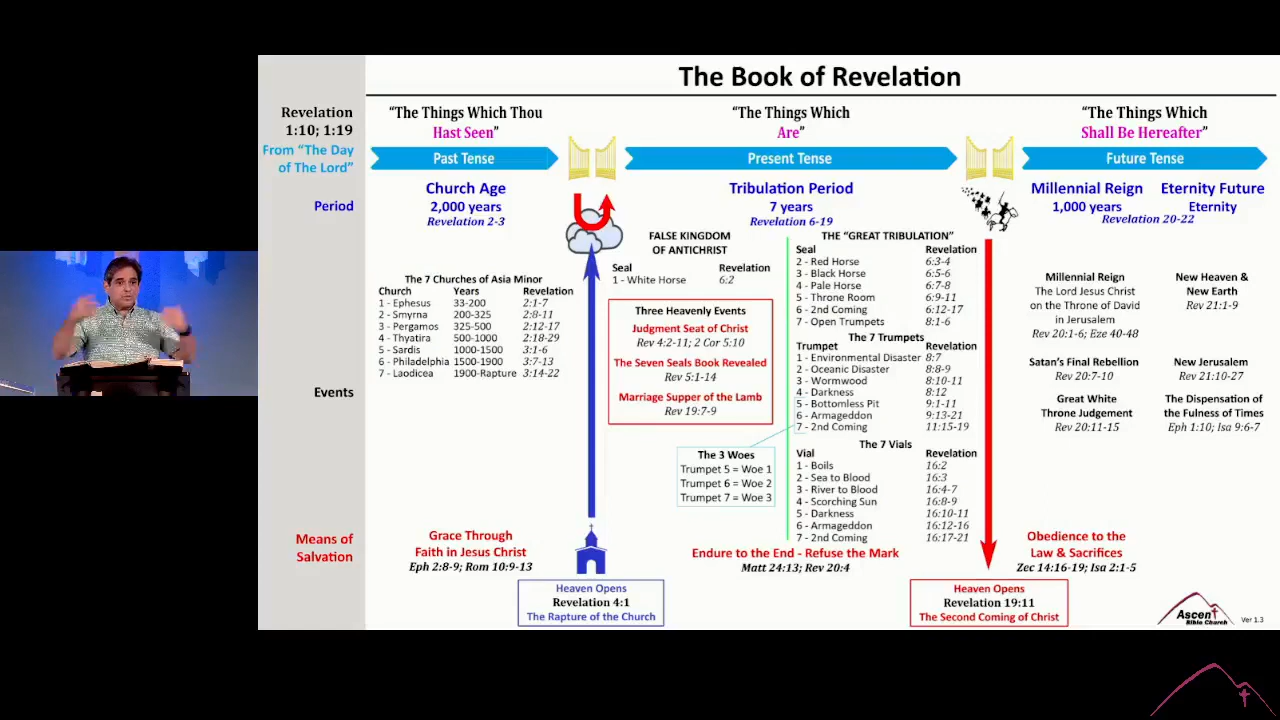 The Book of Revelation
Revelation
1:10; 1:19
From "The Day
of The Lord"
"The Things Which Thou
Hast Seen"
"The Things Which
Are"
"The Things Which
Shall Be Hereafter"
Past Tense
Present Tense
Future Tense
Period
Church Age
2,000 years
Revelation 2-3
Tribulation Period
7 years
Revelation 6-19
Millennial Reign
1,000 years
Eternity Future
Eternity
Revelation 20-22
Events
The 7 Churches of Asia Minor
Church Years Revelation
1 - Ephesus 33-200 2:1-7
2 - Smyrna 200-325 2:8-11
3 - Pergamos 325-500 2:12-17
4 - Thyatira 500-1000 2:18-29
5 - Sardis 1000-1500 3:1-6
6 - Philadelphia 1500-1900 3:7-13
7 - Laodicea 1900-Rapture 3:14-22
FALSE KINGDOM
OF ANTICHRIST
Seal Revelation
1 - White Horse 6:2
Three Heavenly Events
Judgment Seat of Christ
Rev 4:2-11; 2 Cor 5:10
The Seven Seals Book Revealed
Rev 5:1-14
Marriage Supper of the Lamb
Rev 19:7-9
The 3 Woes
Trumpet 5 = Woe 1
Trumpet 6 = Woe 2
Trumpet 7 = Woe 3
THE "GREAT TRIBULATION"
Seal Revelation
2 - Red Horse 6:3-4
3 - Black Horse 6:5-6
4 - Pale Horse 6:7-8
5 - Throne Room 6:9-11
6 - 2nd Coming 6:12-17
7 - Open Trumpets 8:1-6
The 7 Trumpets
Trumpet Revelation
1 - Environmental Disaster 8:7
2 - Oceanic Disaster 8:8-9
3 - Wormwood 8:10-11
4 - Darkness 8:12
5 - Bottomless Pit 9:1-11
6 - Armageddon 9:13-21
7 - 2nd Coming 11:15-19
The 7 Vials
Vial Revelation
1 - Boils 16:2
2 - Sea to Blood 16:3
3 - River to Blood 16:4-7
4 - Scorching Sun 16:8-9
5 - Darkness 16:10-11
6 - Armageddon 16:12-16
7 - 2nd Coming 16:17-21
Millennial Reign
The Lord Jesus Christ
on the Throne of David
in Jerusalem
Rev 20:1-6; Eze 40-48
Satan's Final Rebellion
Rev 20:7-10
Great White
Throne Judgement
Rev 20:11-15
New Heaven &
New Earth
Rev 21:1-9
New Jerusalem
Rev 21:10-27
The Dispensation of
the Fulness of Times
Eph 1:10; Isa 9:6-7
Means of
Salvation
Grace Through
Faith in Jesus Christ
Eph 2:8-9; Rom 10:9-13
Endure to the End - Refuse the Mark
Matt 24:13; Rev 20:4
Obedience to the
Law & Sacrifices
Zec 14:16-19; Isa 2:1-5
Heaven Opens
Revelation 4:1
The Rapture of the Church
Heaven Opens
Revelation 19:11
The Second Coming of Christ
Ascent
Bible Church
Ver 1.3